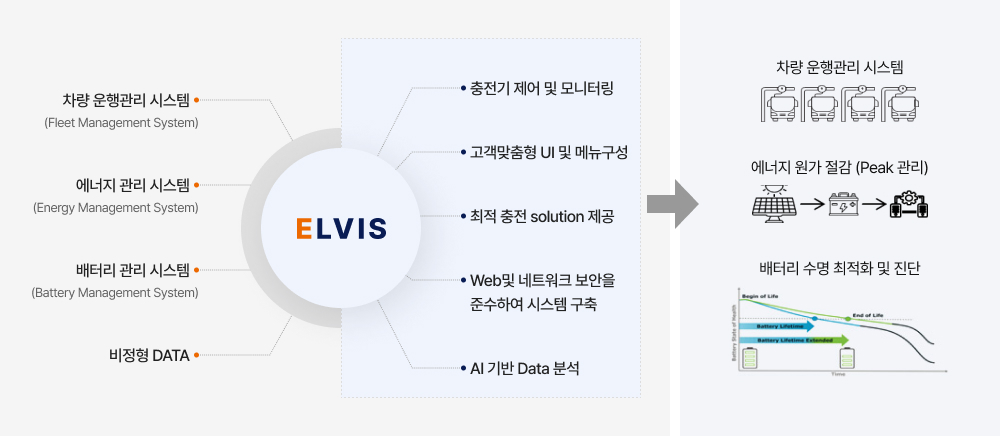 차량 운행관리 시스템
(Fleet Management System)
에너지 관리 시스템
(Energy Management System)
배터리 관리 시스템
(Battery Management System)
비정형 DATA
ELVIS
충전기 제어 및 모니터링
고객맞춤형 UI 및 메뉴구성
최적 충전 solution 제공
Web및 네트워크 보안을
준수하여 시스템 구축
AI 기반 Data 분석
차량 운행관리 시스템
에너지 원가 절감 (Peak 관리)
배터리 수명 최적화 및 진단
Begin of Life
End of Life
Battery Lifetime
Battery Lifetime Extended
Battery State of Health
Time